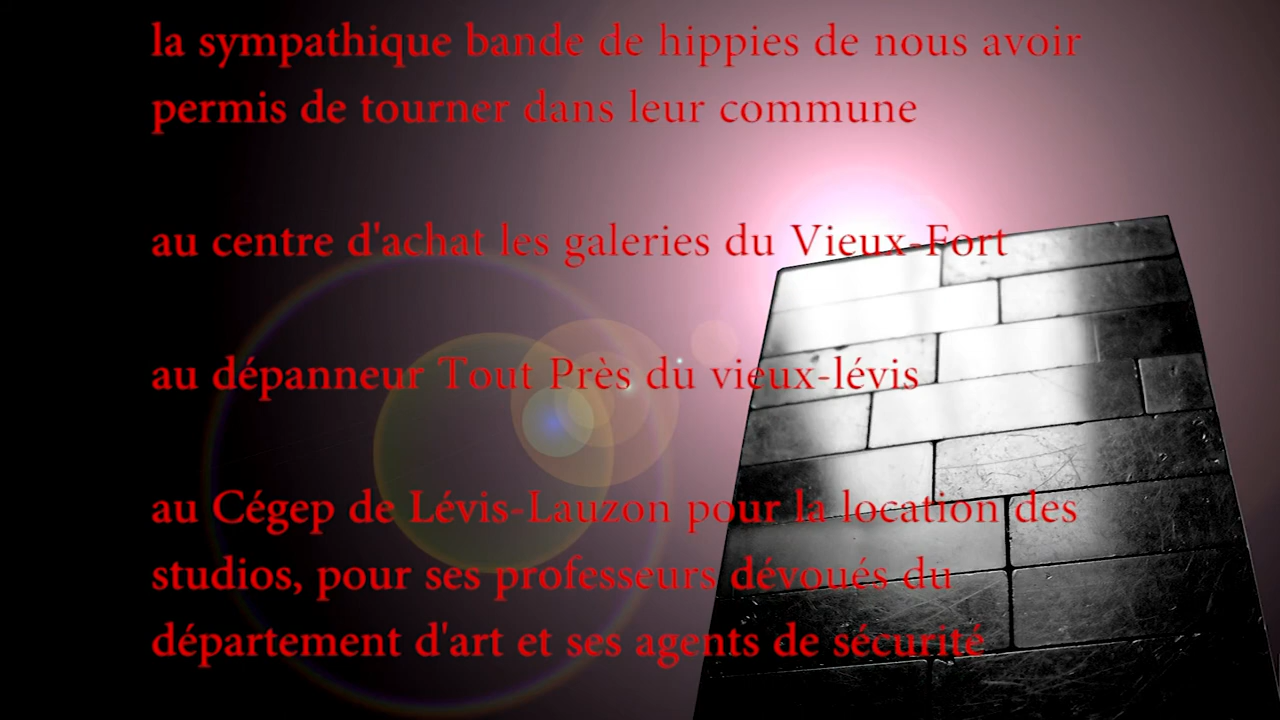 la sympathique bande de hippies de nous avoir
permis de tourner dans leur commune
au centre d'achat les galeries du Vieux-Fort
au dépanneur Tout Près du vieux-lévis
au Cégep de Lévis-Lauzon pour la location des
studios, pour ses professeurs dévoués du
département d'art et ses agents de sécurité